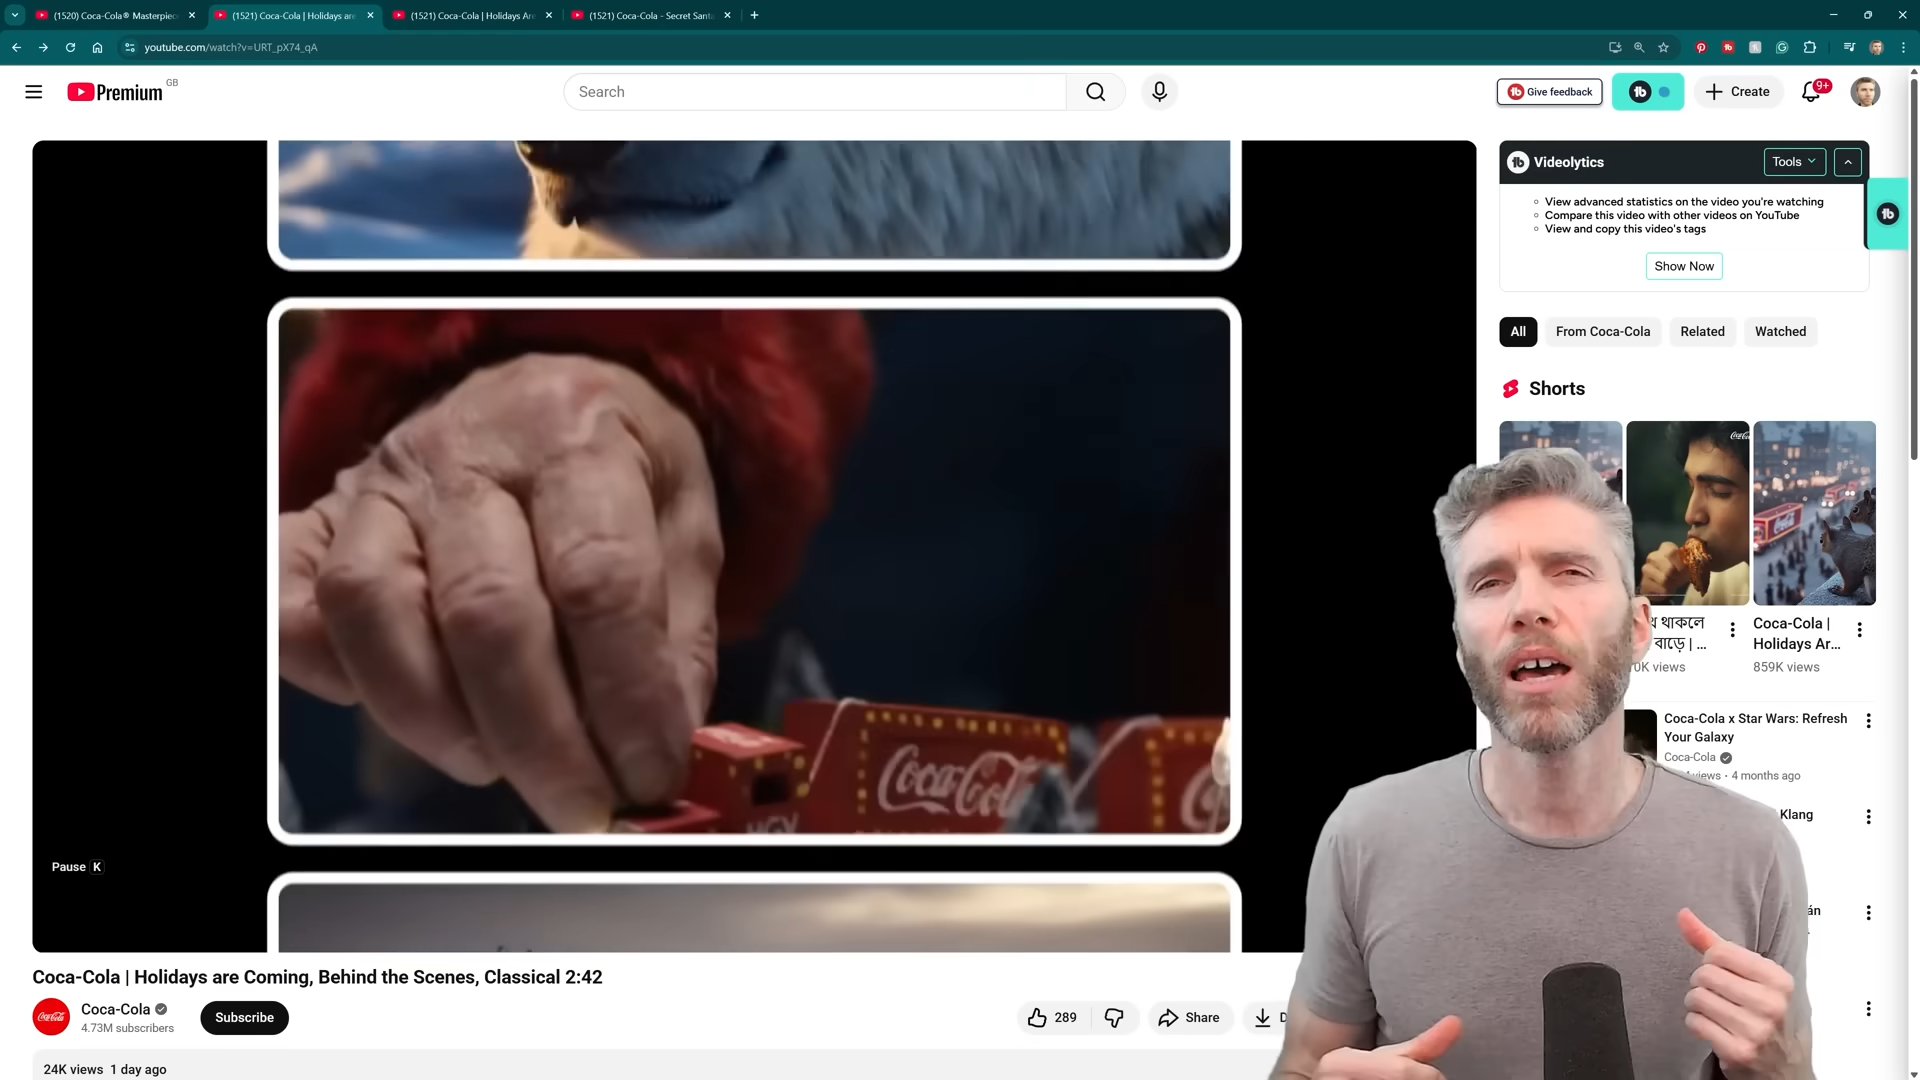 (1520) Coca-Cola® Masterpiece
(1521) Coca-Cola | Holidays are
(1521) Coca-Cola | Holidays Are
(1521) Coca-Cola - Secret Santa
youtube.com/watch?v=URT_pX74_qA
Premium GB
Search
Give feedback
Create
9+
Videolytics
Tools
View advanced statistics on the video you're watching
Compare this video with other videos on YouTube
View and copy this video's tags
Show Now
All
From Coca-Cola
Related
Watched
Shorts
Coca-Cola
HGV
থাকলে
বাড়ে | ...
0K views
Coca-Cola |
Holidays Ar...
859K views
Coca-Cola x Star Wars: Refresh
Your Galaxy
Coca-Cola
views • 4 months ago
Klang
án
Pause K
Coca-Cola | Holidays are Coming, Behind the Scenes, Classical 2:42
Coca-Cola
4.73M subscribers
Subscribe
289
Share
D
24K views 1 day ago